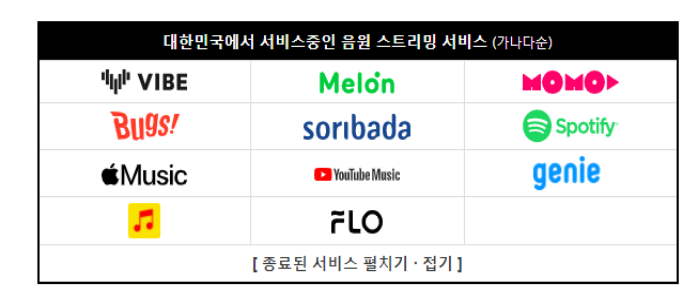 대한민국에서 서비스중인 음원 스트리밍 서비스 (가나다순)
VIBE Melon MOMO
Bugs! soribada Spotify
Music YouTube Music genie
FLO
[ 종료된 서비스 펼치기 · 접기 ]